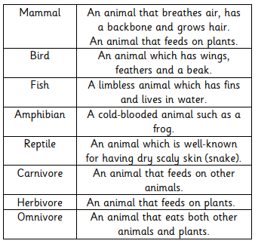 Mammal An animal that breathes air, has
a backbone and grows hair.
An animal that feeds on plants.
Bird An animal which has wings,
feathers and a beak.
Fish A limbless animal which has fins
and lives in water.
Amphibian A cold-blooded animal such as a
frog.
Reptile An animal which is well-known
for having dry scaly skin (snake).
Carnivore An animal that feeds on other
animals.
Herbivore An animal that feeds on plants.
Omnivore An animal that eats both other
animals and plants.